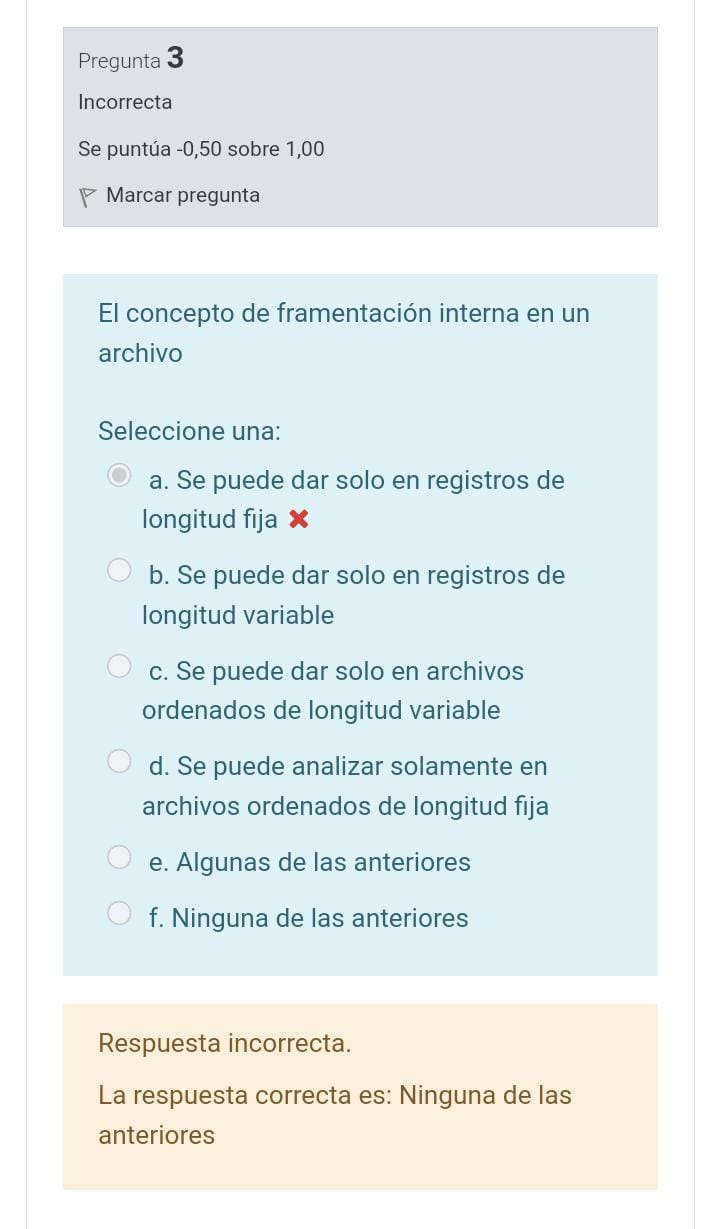 Pregunta 3
Incorrecta
Se puntúa -0,50 sobre 1,00
Marcar pregunta
El concepto de framentación interna en un
archivo
Seleccione una:
a. Se puede dar solo en registros de
longitud fija
b. Se puede dar solo en registros de
longitud variable
c. Se puede dar solo en archivos
ordenados de longitud variable
d. Se puede analizar solamente en
archivos ordenados de longitud fija
e. Algunas de las anteriores
f. Ninguna de las anteriores
Respuesta incorrecta.
La respuesta correcta es: Ninguna de las
anteriores